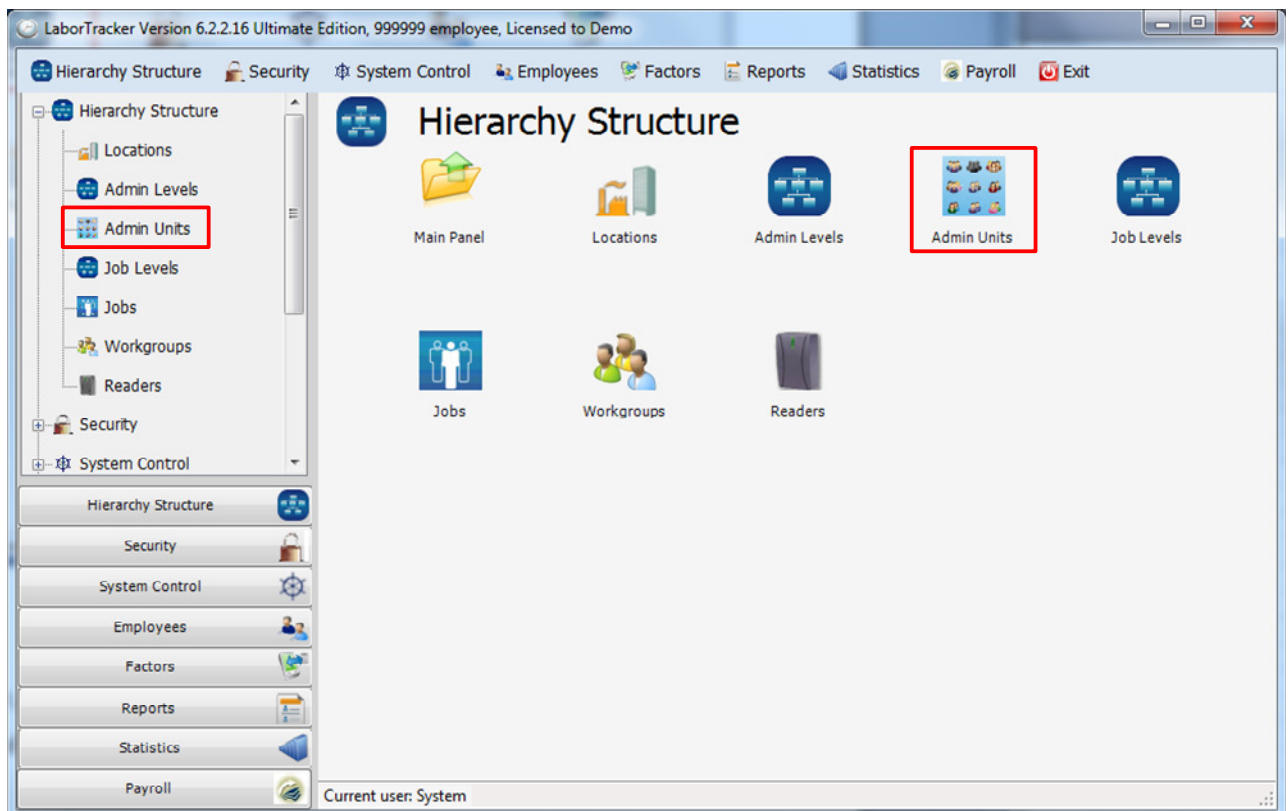 LaborTracker Version 6.2.2.16 Ultimate Edition, 999999 employee, Licensed to Demo
Hierarchy Structure Security System Control Employees Factors Reports Statistics Payroll Exit
Hierarchy Structure
Locations
Admin Levels
Admin Units
Job Levels
Jobs
Workgroups
Readers
Security
System Control
Hierarchy Structure
Security
System Control
Employees
Factors
Reports
Statistics
Payroll
Hierarchy Structure
Main Panel Locations Admin Levels Admin Units Job Levels
Jobs Workgroups Readers
Current user: System